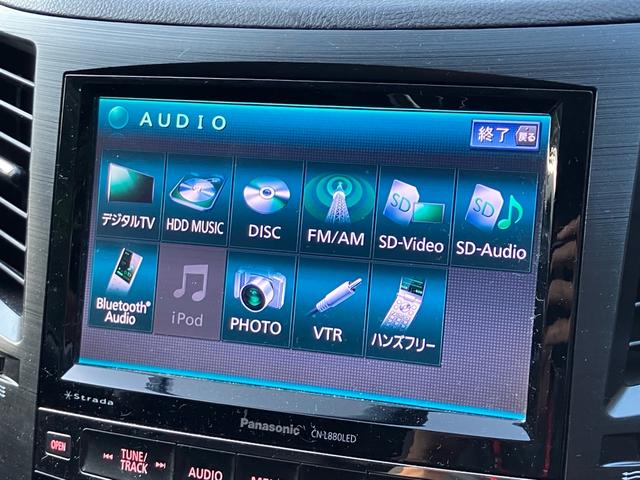 AUDIO
終了 戻る
デジタルTV HDD MUSIC DISC FM/AM SD-Video SD-Audio
Bluetooth® Audio iPod PHOTO VTR ハンズフリー
SD SD
Strada Panasonic CN-L880LED
OPEN TUNE/TRACK AUDIO